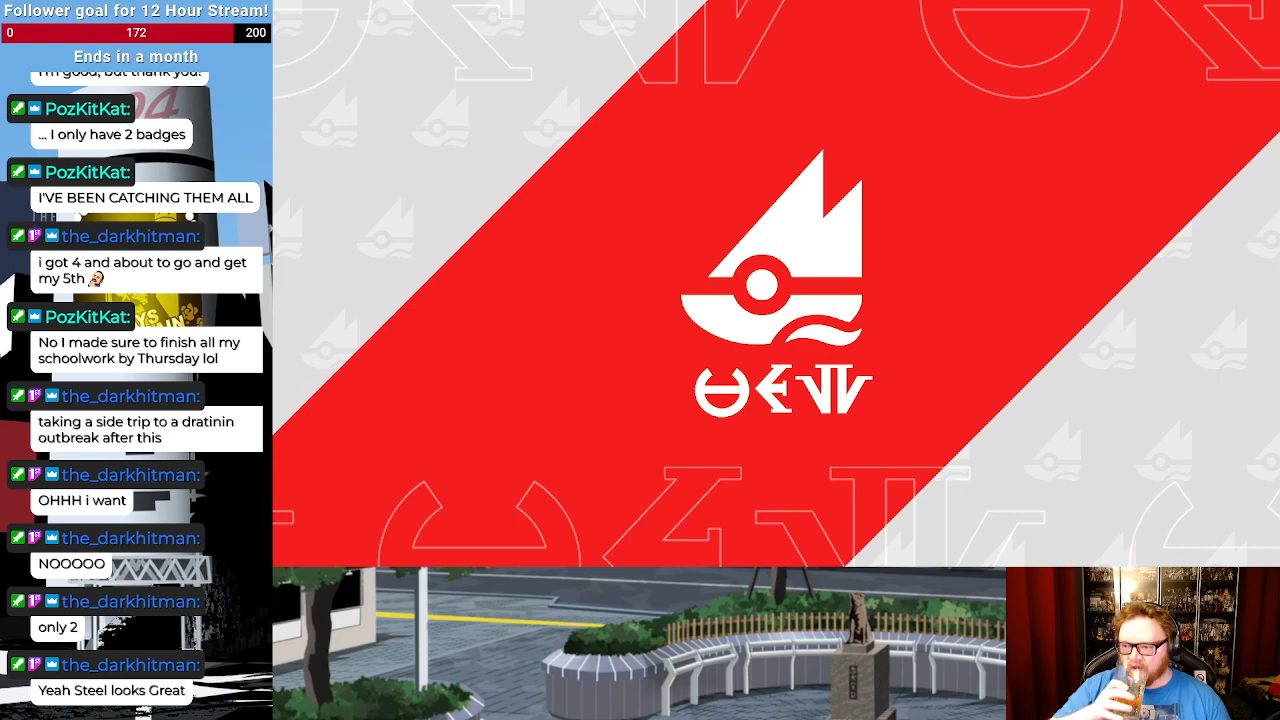 Follower goal for 12 Hour Stream!
0 172 200
Ends in a month
I'm good, but thank you!
PozKitKat:
... I only have 2 badges
PozKitKat:
I'VE BEEN CATCHING THEM ALL
the_darkhitman:
i got 4 and about to go and get
my 5th
PozKitKat:
No I made sure to finish all my
schoolwork by Thursday lol
the_darkhitman:
taking a side trip to a dratinin
outbreak after this
the_darkhitman:
OHHH i want
the_darkhitman:
NOOOOO
the_darkhitman:
only 2
the_darkhitman:
Yeah Steel looks Great